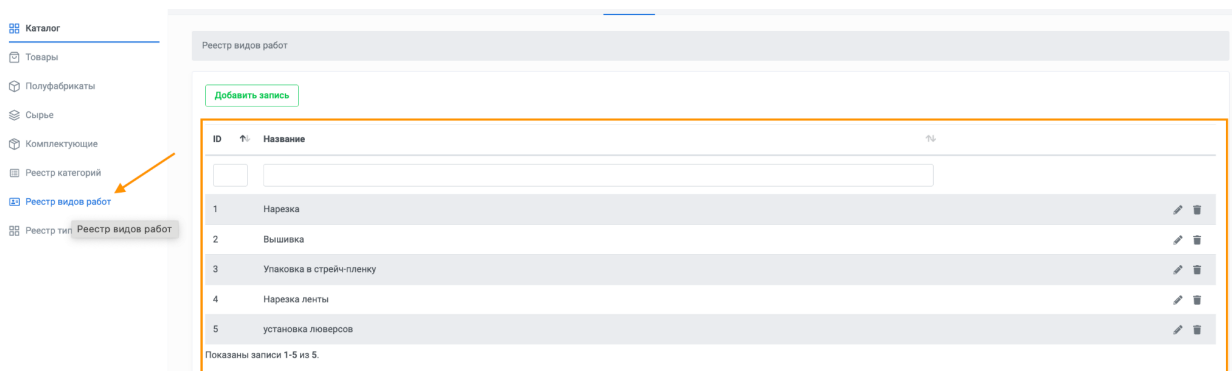 Каталог
Товары
Полуфабрикаты
Сырье
Комплектующие
Реестр категорий
Реестр видов работ
Реестр тип
Реестр видов работ
Реестр видов работ
Добавить запись
ID Название
1 Нарезка
2 Вышивка
3 Упаковка в стрейч-пленку
4 Нарезка ленты
5 установка люверсов
Показаны записи 1-5 из 5.